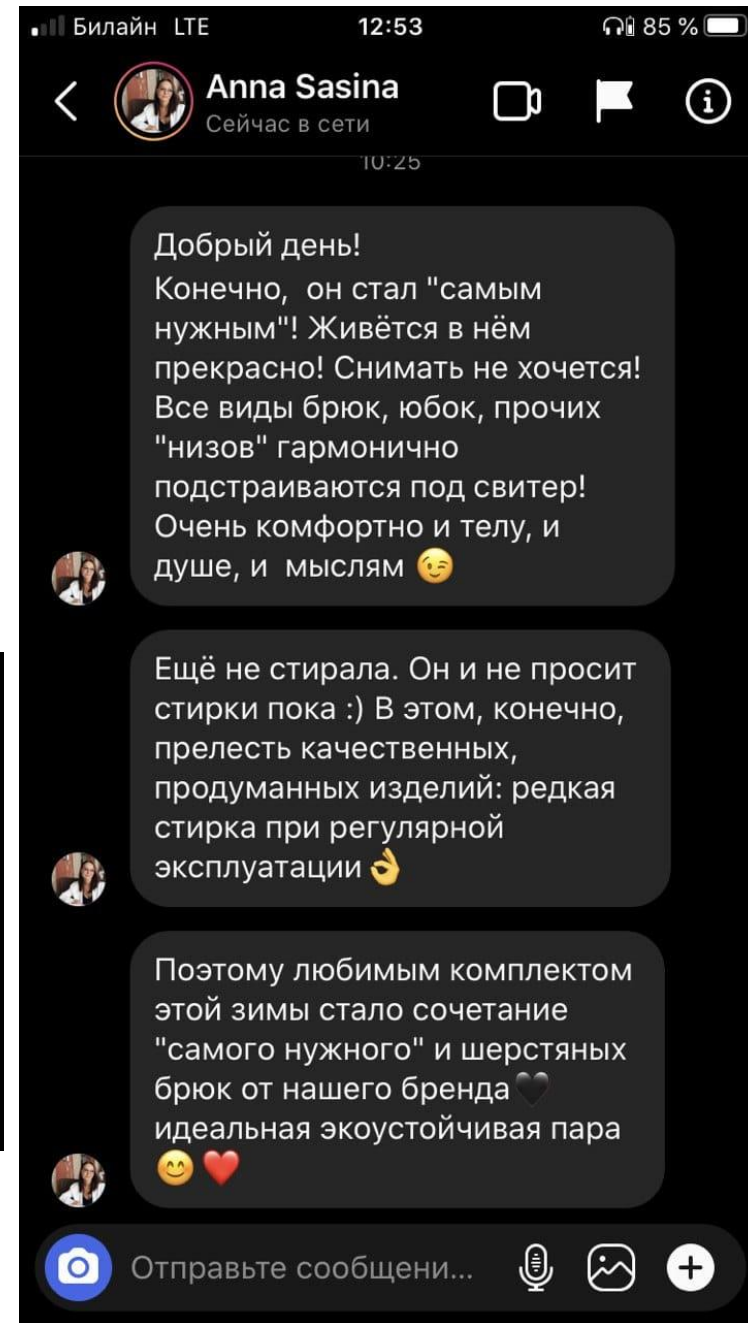 Билайн LTE 12:53 85 %
Anna Sasina
Сейчас в сети
10:25
Добрый день!
Конечно, он стал "самым
нужным"! Живётся в нём
прекрасно! Снимать не хочется!
Все виды брюк, юбок, прочих
"низов" гармонично
подстраиваются под свитер!
Очень комфортно и телу, и
душе, и мыслям 😉
Ещё не стирала. Он и не просит
стирки пока :) В этом, конечно,
прелесть качественных,
продуманных изделий: редкая
стирка при регулярной
эксплуатации👌
Поэтому любимым комплектом
этой зимы стало сочетание
"самого нужного" и шерстяных
брюк от нашего бренда🖤
идеальная экоустойчивая пара
😊❤️
Отправьте сообщени...